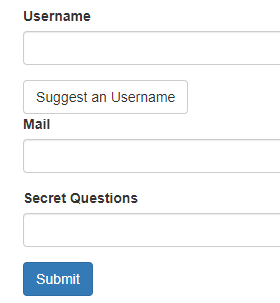 Username
Suggest an Username
Mail
Secret Questions
Submit